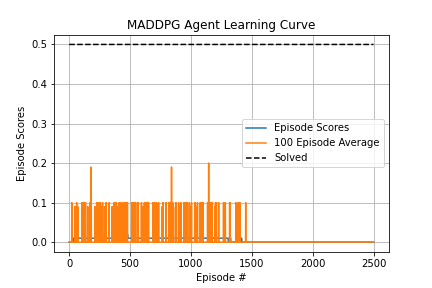 MADDPG Agent Learning Curve
0.5
0.4
0.3
0.2
0.1
0.0
Episode Scores
Episode Scores
100 Episode Average
Solved
0
500
1000
1500
2000
2500
Episode #